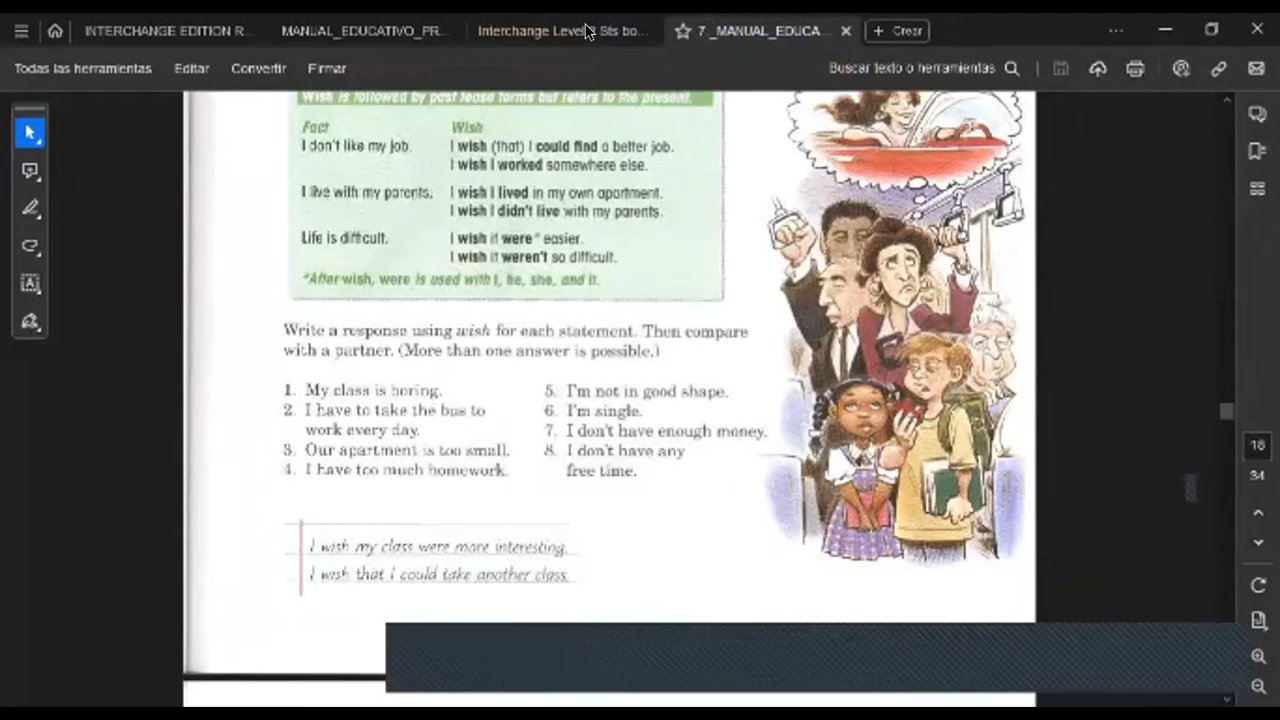 INTERCHANGE EDITION R...
MANUAL_EDUCATIVO_PR...
Interchange Level Sts bo...
7 _MANUAL_EDUCA...
+ Crear
Todas las herramientas
Editar
Convertir
Firmar
Buscar texto o herramientas
Wish is followed by past tense forms but refers to the present.
Fact Wish
I don't like my job. I wish (that) I could find a better job.
I wish I worked somewhere else.
I live with my parents. I wish I lived in my own apartment.
I wish I didn't live with my parents.
Life is difficult. I wish it were* easier.
I wish it weren't so difficult.
*After wish, were is used with I, he, she, and it.
Write a response using wish for each statement. Then compare
with a partner. (More than one answer is possible.)
1. My class is boring.
2. I have to take the bus to
work every day.
3. Our apartment is too small.
4. I have too much homework.
5. I'm not in good shape.
6. I'm single.
7. I don't have enough money.
8. I don't have any
free time.
I wish my class were more interesting.
I wish that I could take another class.
18
34